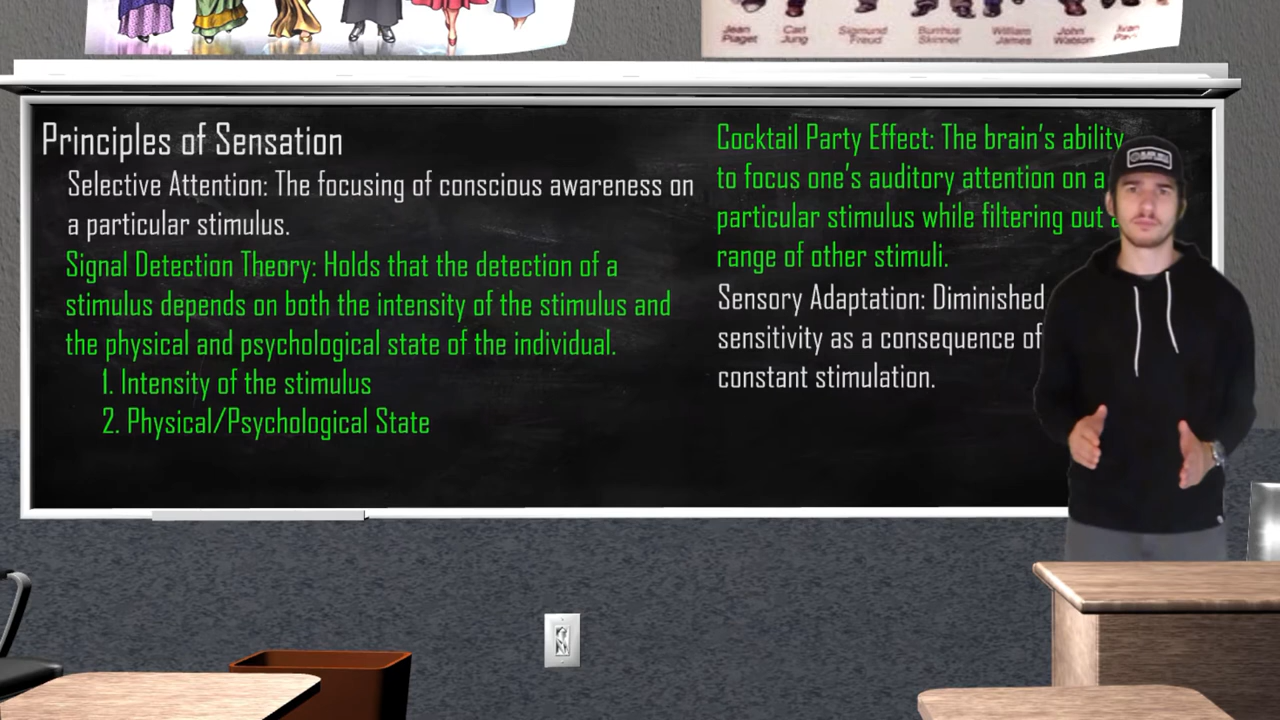 Jean Carl Sigmund Burrhus William John Ivan
Piaget Jung Freud Skinner James Watson
Principles of Sensation
Selective Attention: The focusing of conscious awareness on
a particular stimulus.
Signal Detection Theory: Holds that the detection of a
stimulus depends on both the intensity of the stimulus and
the physical and psychological state of the individual.
1. Intensity of the stimulus
2. Physical/Psychological State
Cocktail Party Effect: The brain's ability
to focus one's auditory attention on a
particular stimulus while filtering out a
range of other stimuli.
Sensory Adaptation: Diminished
sensitivity as a consequence of
constant stimulation.